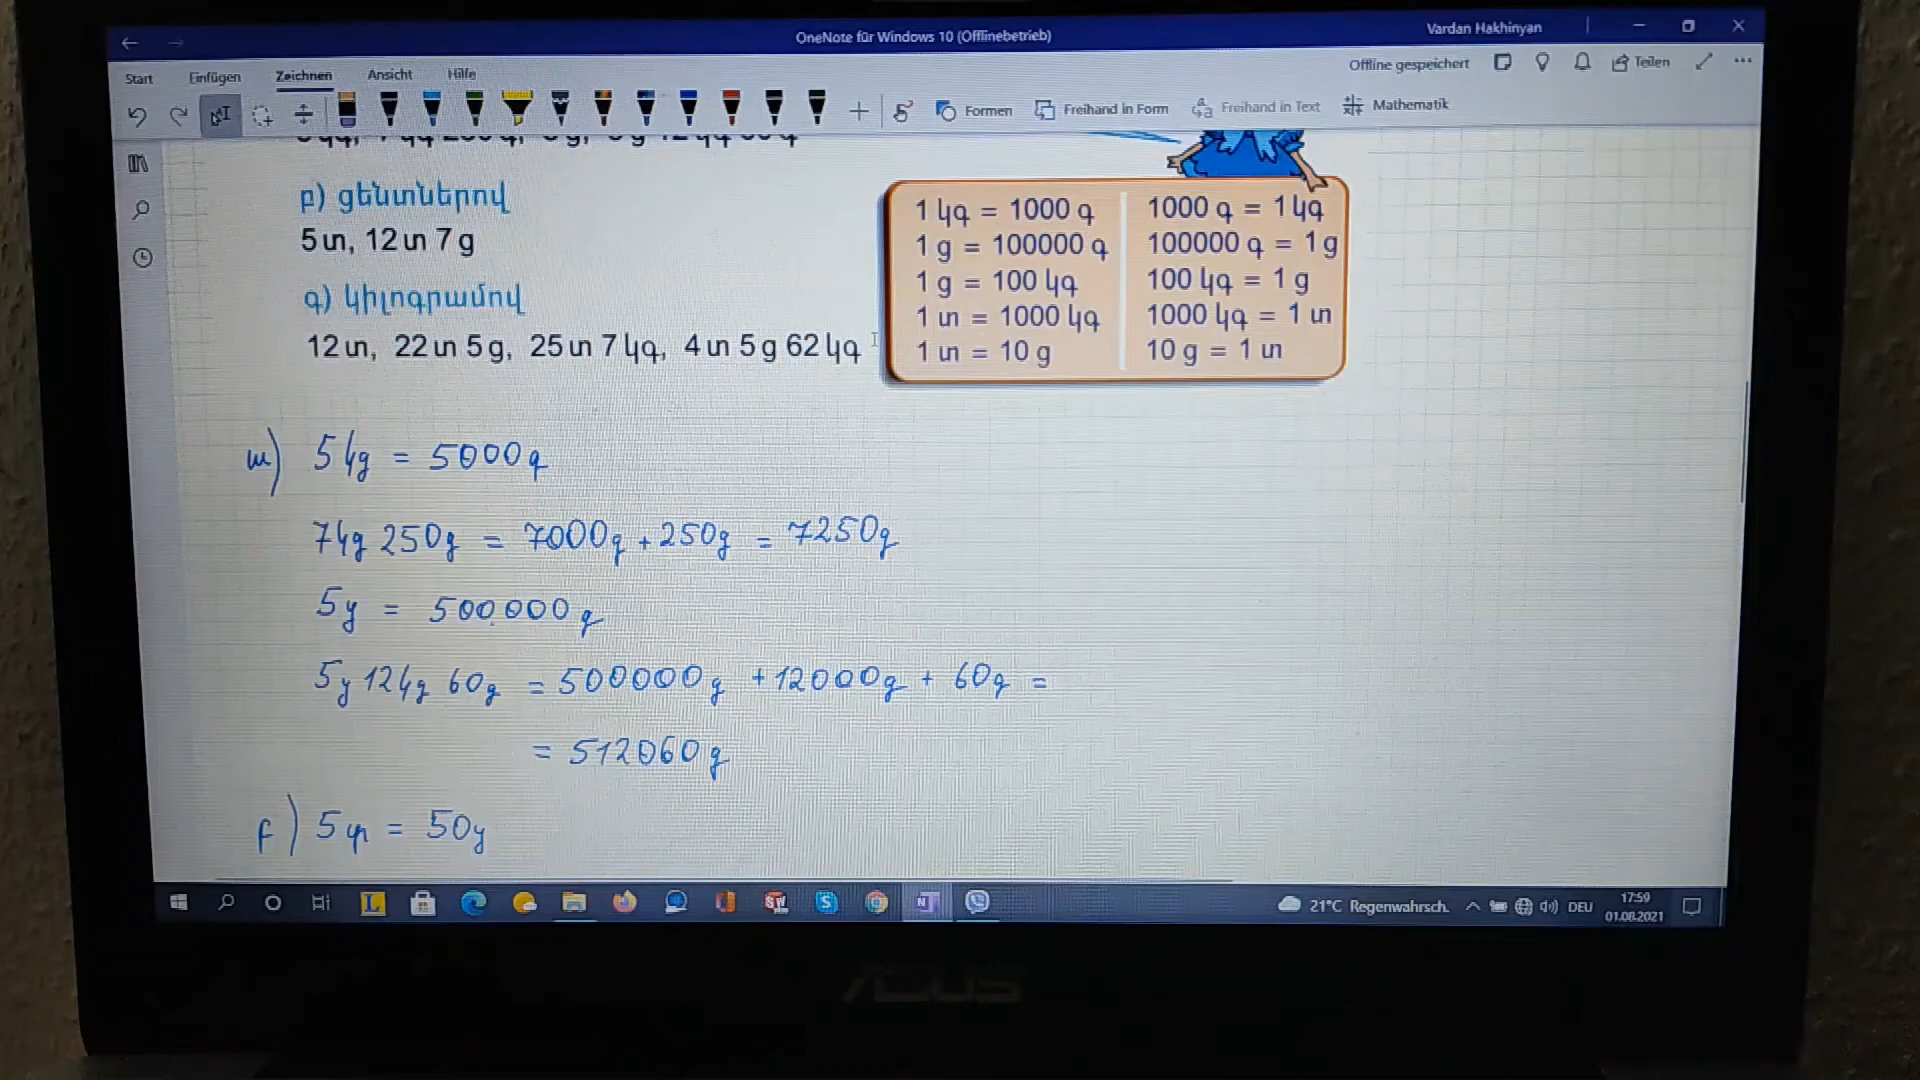 OneNote für Windows 10 (Offlinebetrieb)
Vardan Hakhinyan
Start Einfügen Zeichnen Ansicht Hilfe
Offline gespeichert Teilen
Formen Freihand in Form Freihand in Text Mathematik
բ) ցենտներով
5 տ, 12 տ 7 ց
գ) կիլոգրամով
12 տ, 22 տ 5 ց, 25 տ 7 կգ, 4 տ 5 ց 62 կգ
1 կգ = 1000 գ 1000 գ = 1 կգ
1 ց = 100000 գ 100000 գ = 1 ց
1 ց = 100 կգ 100 կգ = 1 ց
1 տ = 1000 կգ 1000 կգ = 1 տ
1 տ = 10 ց 10 ց = 1 տ
ա) 5 կգ = 5000 գ
7 կգ 250 գ = 7000 գ + 250 գ = 7250 գ
5 ց = 500000 գ
5 ց 12 կգ 60 գ = 500000 գ + 12000 գ + 60 գ =
= 512060 գ
բ) 5 տ = 50 ց
21°C Regenwahrsch. DEU
17:59
01.08.2021
ASUS